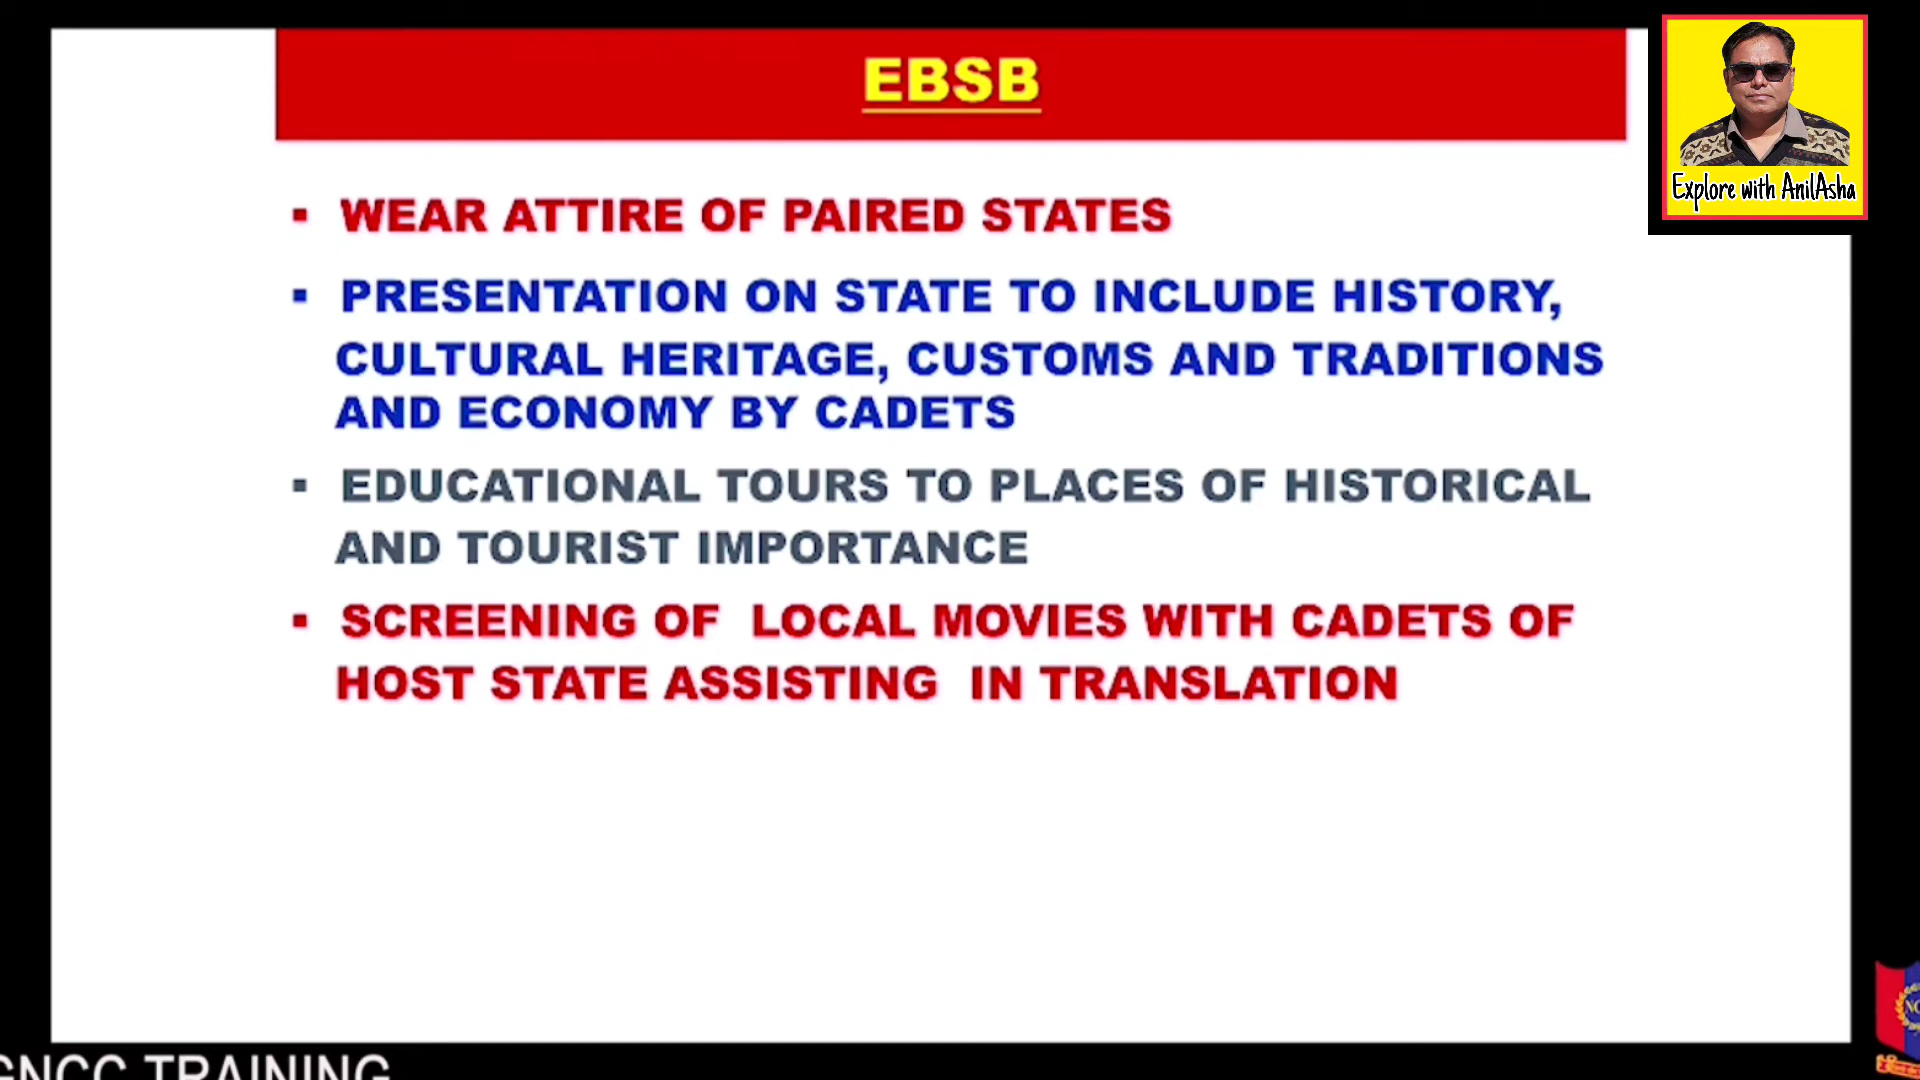 EBSB
Explore with AnilAsha
▪ WEAR ATTIRE OF PAIRED STATES
▪ PRESENTATION ON STATE TO INCLUDE HISTORY,
CULTURAL HERITAGE, CUSTOMS AND TRADITIONS
AND ECONOMY BY CADETS
▪ EDUCATIONAL TOURS TO PLACES OF HISTORICAL
AND TOURIST IMPORTANCE
▪ SCREENING OF LOCAL MOVIES WITH CADETS OF
HOST STATE ASSISTING IN TRANSLATION
GNCC TRAINING